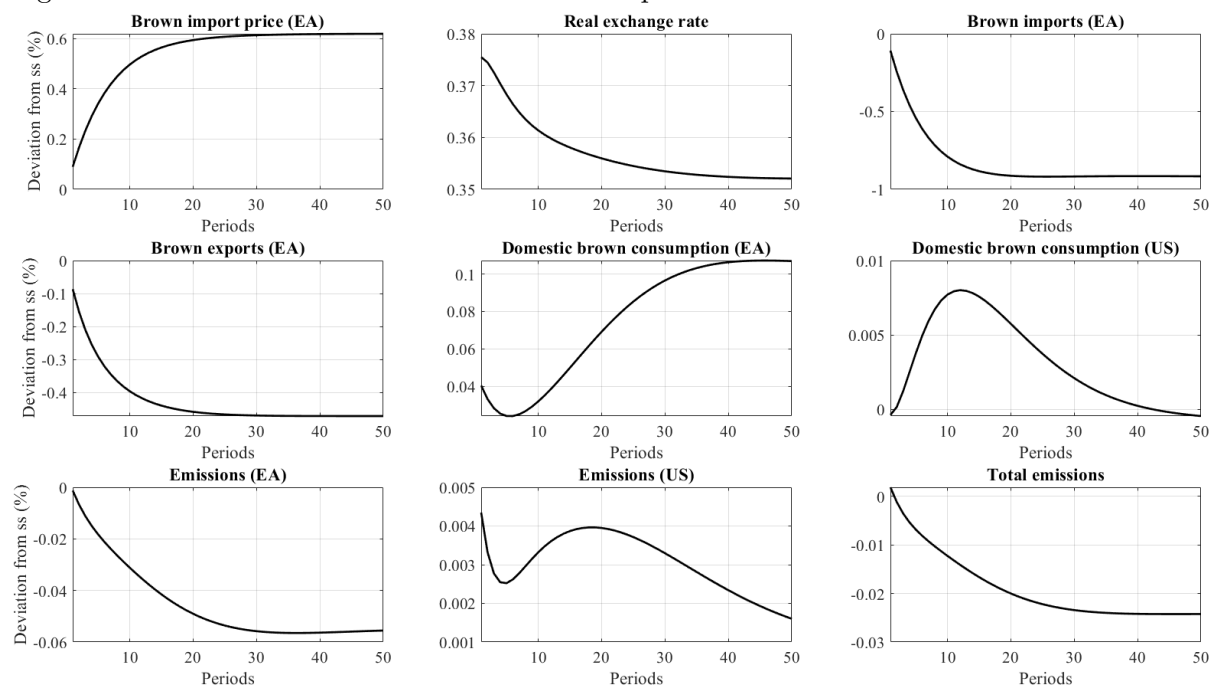 Brown import price (EA)
Real exchange rate
Brown imports (EA)
Deviation from ss (%)
0.6
0.4
0.2
0
10 20 30 40 50
Periods
0.38
0.37
0.36
0.35
10 20 30 40 50
Periods
0
-0.5
-1
10 20 30 40 50
Periods
Brown exports (EA)
Domestic brown consumption (EA)
Domestic brown consumption (US)
Deviation from ss (%)
0
-0.1
-0.2
-0.3
-0.4
10 20 30 40 50
Periods
0.1
0.08
0.06
0.04
10 20 30 40 50
Periods
0.01
0.005
0
10 20 30 40 50
Periods
Emissions (EA)
Emissions (US)
Total emissions
Deviation from ss (%)
0
-0.02
-0.04
-0.06
10 20 30 40 50
Periods
0.005
0.004
0.003
0.002
0.001
10 20 30 40 50
Periods
0
-0.01
-0.02
-0.03
10 20 30 40 50
Periods